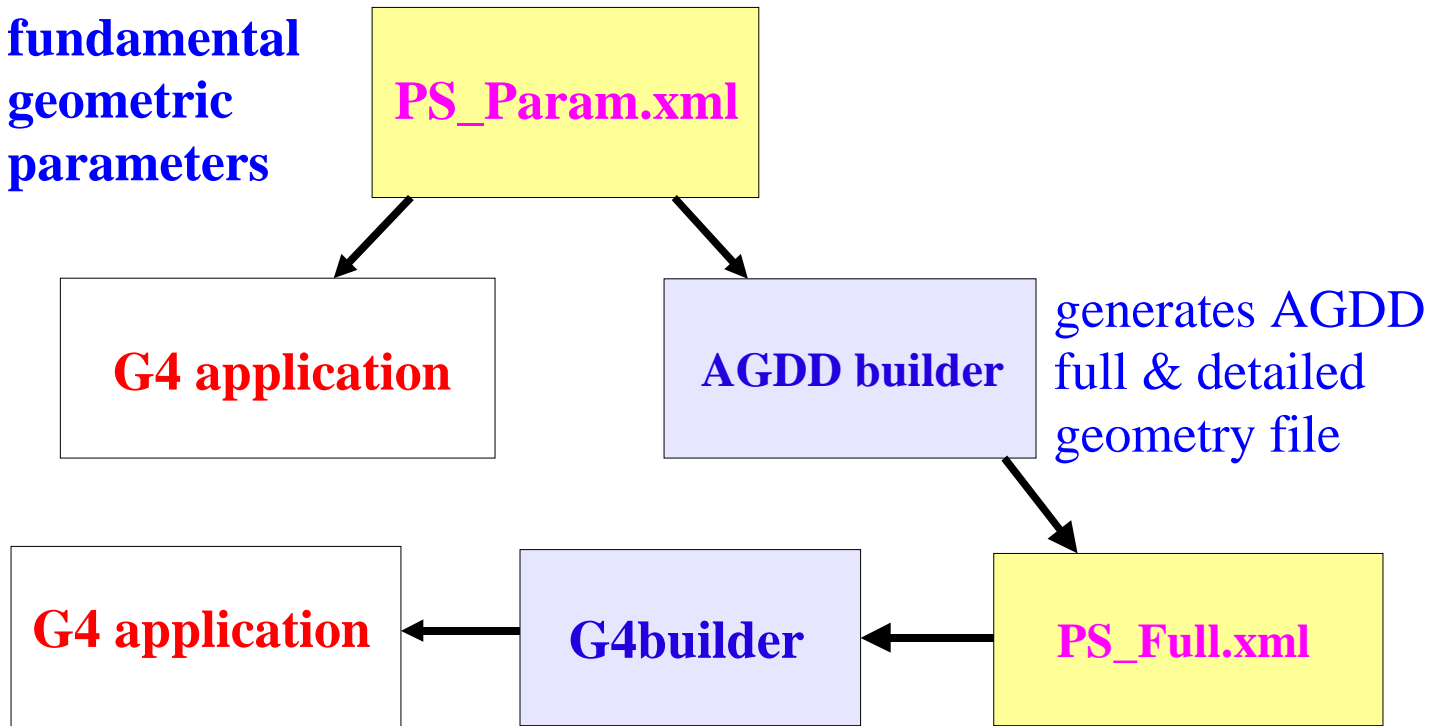 fundamental
geometric
parameters
PS_Param.xml
G4 application
AGDD builder
generates AGDD
full & detailed
geometry file
G4 application
G4builder
PS_Full.xml